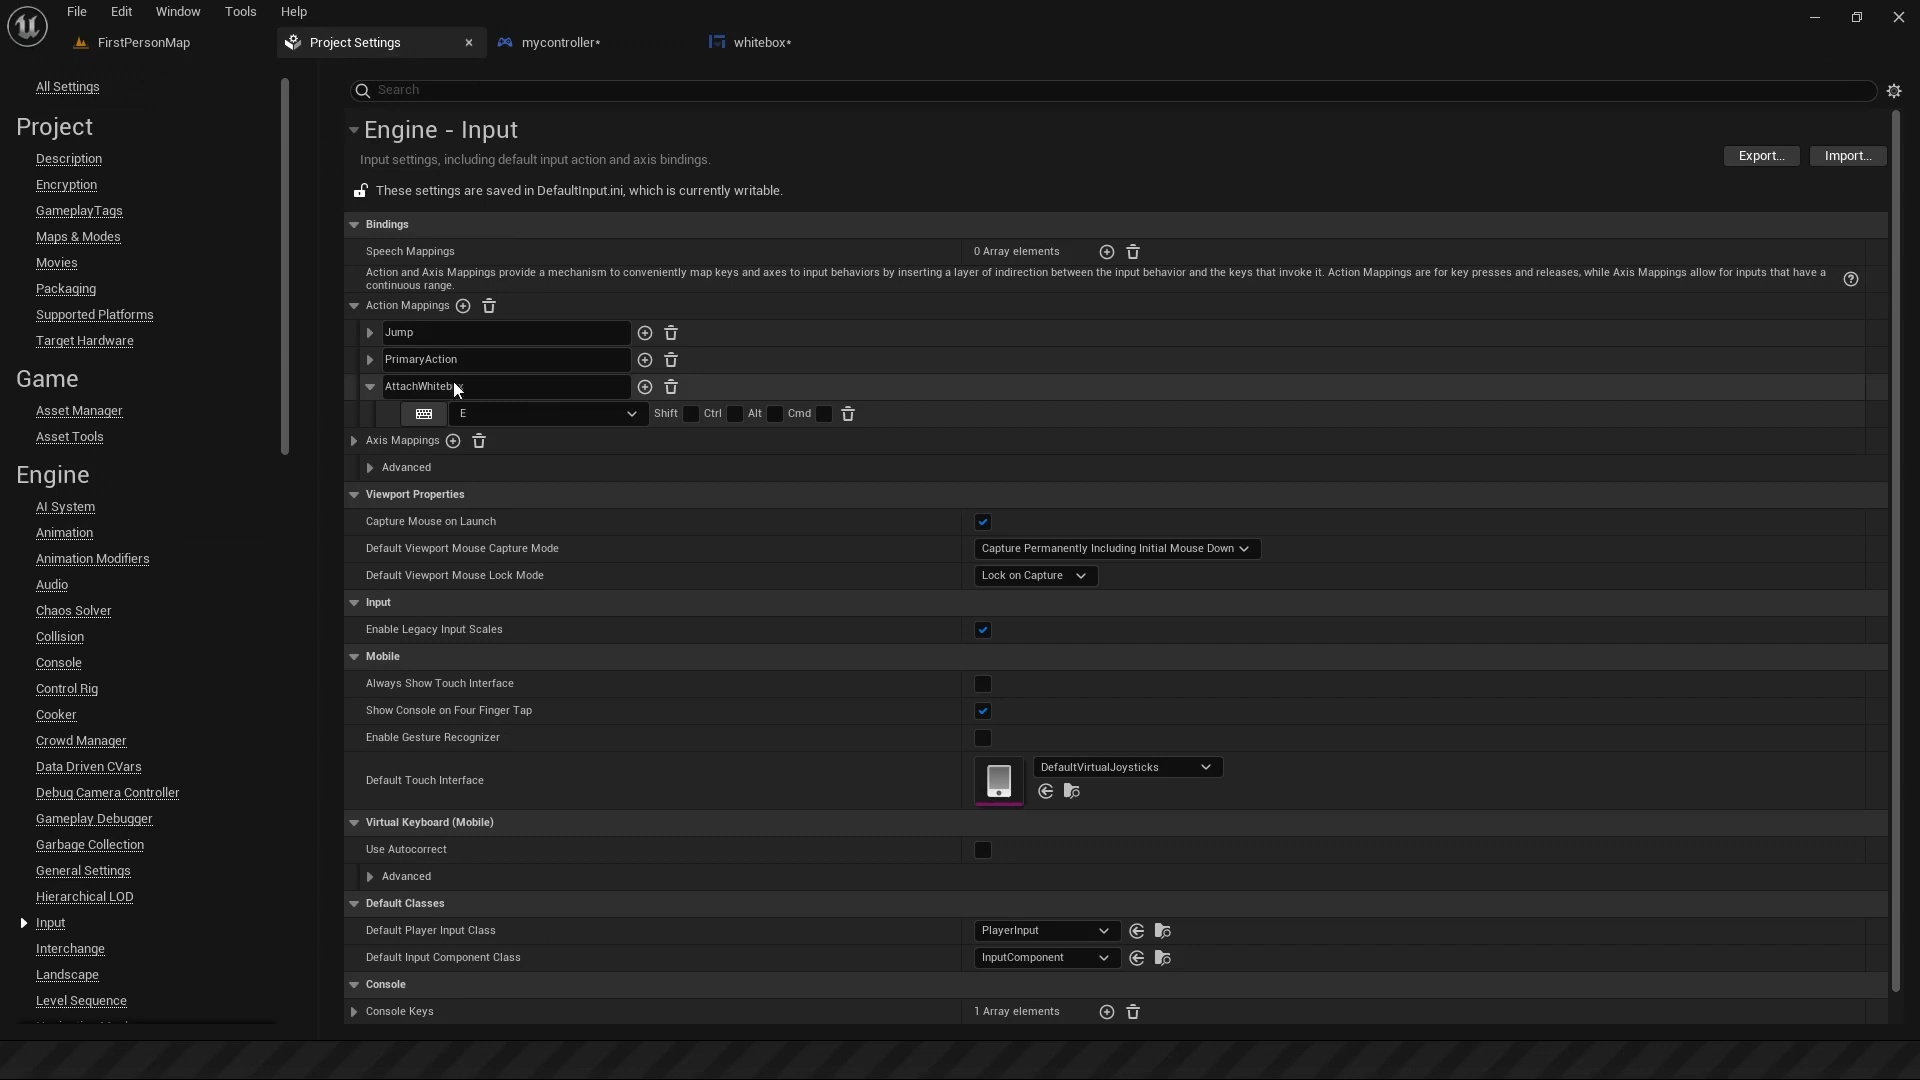 File Edit Window Tools Help
FirstPersonMap Project Settings mycontroller* whitebox*
All Settings
Project
Description
Encryption
GameplayTags
Maps & Modes
Movies
Packaging
Supported Platforms
Target Hardware
Game
Asset Manager
Asset Tools
Engine
AI System
Animation
Animation Modifiers
Audio
Chaos Solver
Collision
Console
Control Rig
Cooker
Crowd Manager
Data Driven CVars
Debug Camera Controller
Gameplay Debugger
Garbage Collection
General Settings
Hierarchical LOD
Input
Interchange
Landscape
Level Sequence
Search
Engine - Input
Input settings, including default input action and axis bindings.
Export... Import...
These settings are saved in DefaultInput.ini, which is currently writable.
Bindings
Speech Mappings 0 Array elements
Action and Axis Mappings provide a mechanism to conveniently map keys and axes to input behaviors by inserting a layer of indirection between the input behavior and the keys that invoke it. Action Mappings are for key presses and releases, while Axis Mappings allow for inputs that have a
continuous range.
Action Mappings
Jump
PrimaryAction
AttachWhitebox
E Shift Ctrl Alt Cmd
Axis Mappings
Advanced
Viewport Properties
Capture Mouse on Launch
Default Viewport Mouse Capture Mode Capture Permanently Including Initial Mouse Down
Default Viewport Mouse Lock Mode Lock on Capture
Input
Enable Legacy Input Scales
Mobile
Always Show Touch Interface
Show Console on Four Finger Tap
Enable Gesture Recognizer
Default Touch Interface DefaultVirtualJoysticks
Virtual Keyboard (Mobile)
Use Autocorrect
Advanced
Default Classes
Default Player Input Class PlayerInput
Default Input Component Class InputComponent
Console
Console Keys 1 Array elements